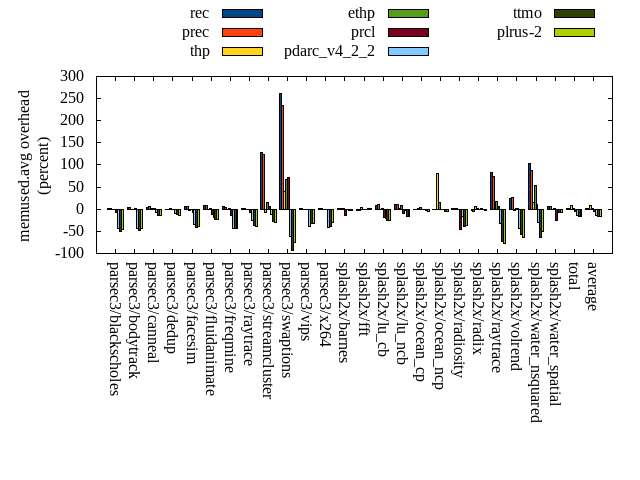 rec
prec
thp
ethp
prcl
pdarc_v4_2_2
ttmo
plrus-2
memused.avg overhead
(percent)
300
250
200
150
100
50
0
-50
-100
parsec3/blackscholes
parsec3/bodytrack
parsec3/canneal
parsec3/dedup
parsec3/facesim
parsec3/fluidanimate
parsec3/freqmine
parsec3/raytrace
parsec3/streamcluster
parsec3/swaptions
parsec3/vips
parsec3/x264
splash2x/barnes
splash2x/fft
splash2x/lu_cb
splash2x/lu_ncb
splash2x/ocean_cp
splash2x/ocean_ncp
splash2x/radiosity
splash2x/radix
splash2x/raytrace
splash2x/volrend
splash2x/water_nsquared
splash2x/water_spatial
total
average